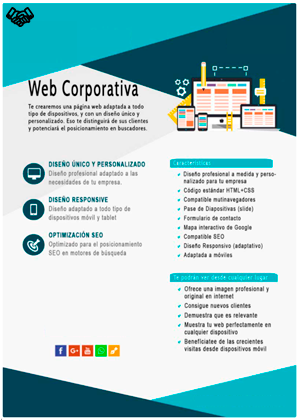 Web Corporativa
Te crearemos una página web adaptada a todo
tipo de dispositivos, y con un diseño único y
personalizado. Eso te distinguirá de sus clientes
y potenciará el posicionamiento en buscadores.
DISEÑO ÚNICO Y PERSONALIZADO
Diseño profesional adaptado a las
necesidades de tu empresa.
DISEÑO RESPONSIVE
Diseño adaptado a todo tipo de
dispositivos móvil y tablet
OPTIMIZACIÓN SEO
Optimizado para el posicionamiento
SEO en motores de búsqueda
Características
Diseño profesional a medida y perso-
nalizado para tu empresa
Código estándar HTML+CSS
Compatible mutinavegadores
Pase de Diapositivas (slide)
Formulario de contacto
Mapa interactivo de Google
Compatible SEO
Diseño Responsive (adaptativo)
Adaptada a móviles
Te podrán ver desde cualquier lugar
Ofrece una imagen profesional y
original en internet
Consigue nuevos clientes
Demuestra que es relevante
Muestra tu web perfectamente en
cualquier dispositivo
Benefíciates de las crecientes
visitas desde dispositivos móvil